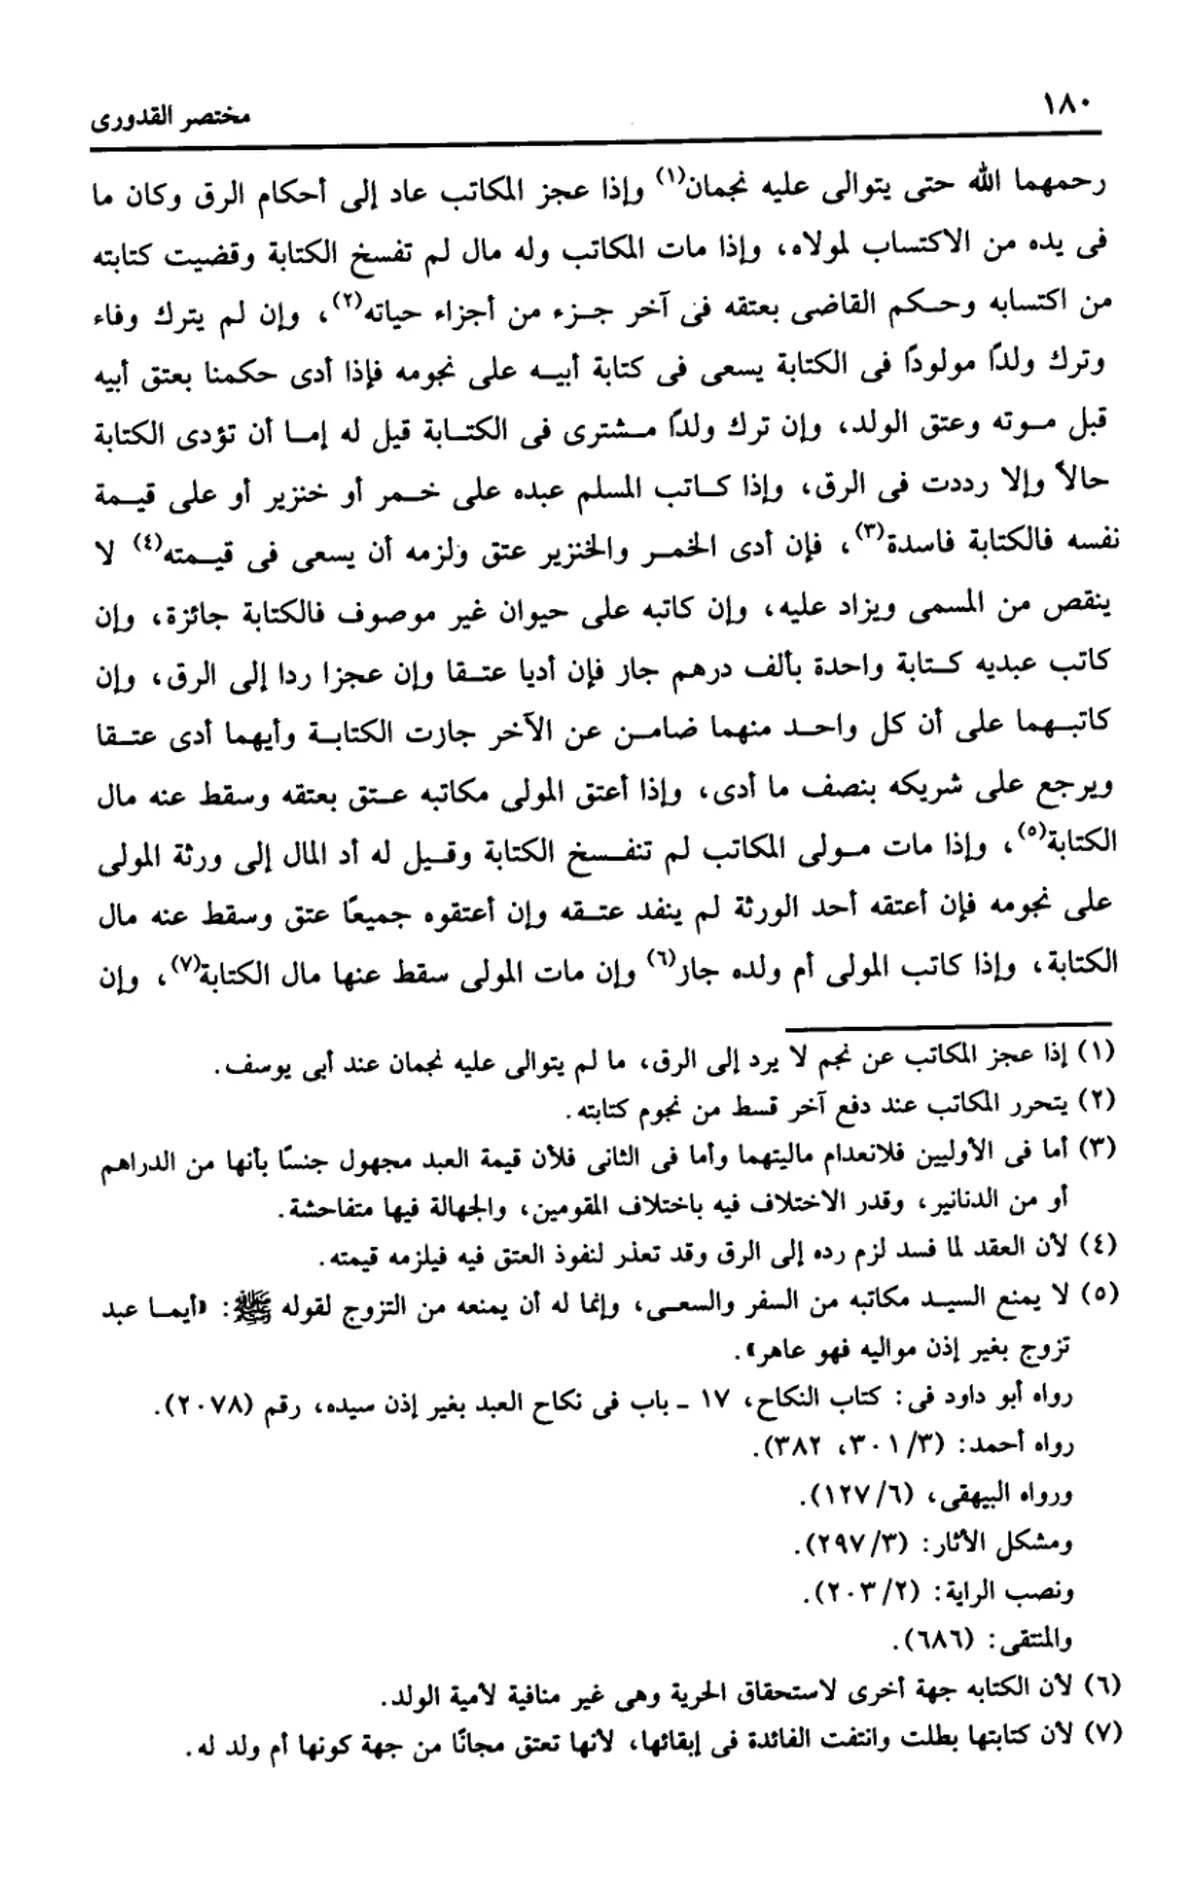 ١٨٠
مختصر القدورى
رحمهما الله حتى يتوالى عليه نجمان(١) وإذا عجز المكاتب عاد إلى أحكام الرق وكان ما
فى يده من الاكتساب لمولاه، وإذا مات المكاتب وله مال لم تفسخ الكتابة وقضيت كتابته
من اكتسابه وحكم القاضى بعتقه فى آخر جزء من أجزاء حياته(٢)، وإن لم يترك وفاء
وترك ولدًا مولودًا فى الكتابة يسعى فى كتابة أبيه على نجومه فإذا أدى حكمنا بعتق أبيه
قبل موته وعتق الولد، وإن ترك ولدًا مشترى فى الكتابة قيل له إما أن تؤدى الكتابة
حالاً وإلا رددت فى الرق، وإذا كاتب المسلم عبده على خمر أو خنزير أو على قيمة
نفسه فالكتابة فاسدة(٣)، فإن أدى الخمر والخنزير عتق ولزمه أن يسعى فى قيمته(٤) لا
ينقص من المسمى ويزاد عليه، وإن كاتبه على حيوان غير موصوف فالكتابة جائزة، وإن
كاتب عبديه كتابة واحدة بألف درهم جاز فإن أديا عتقا وإن عجزا ردا إلى الرق، وإن
كاتبهما على أن كل واحد منهما ضامن عن الآخر جازت الكتابة وأيهما أدى عتقا
ويرجع على شريكه بنصف ما أدى، وإذا أعتق المولى مكاتبه عتق بعتقه وسقط عنه مال
الكتابة(٥)، وإذا مات مولى المكاتب لم تنفسخ الكتابة وقيل له أد المال إلى ورثة المولى
على نجومه فإن أعتقه أحد الورثة لم ينفد عتقه وإن أعتقوه جميعًا عتق وسقط عنه مال
الكتابة، وإذا كاتب المولى أم ولده جاز(٦) وإن مات المولى سقط عنها مال الكتابة(٧)، وإن
(١) إذا عجز المكاتب عن نجم لا يرد إلى الرق، ما لم يتوالى عليه نجمان عند أبى يوسف.
(٢) يتحرر المكاتب عند دفع آخر قسط من نجوم كتابته.
(٣) أما فى الأوليين فلانعدام ماليتهما وأما فى الثانى فلأن قيمة العبد مجهول جنسًا بأنها من الدراهم
أو من الدنانير، وقدر الاختلاف فيه باختلاف المقومين، والجهالة فيها متفاحشة.
(٤) لأن العقد لما فسد لزم رده إلى الرق وقد تعذر لنفوذ العتق فيه فيلزمه قيمته.
(٥) لا يمنع السيد مكاتبه من السفر والسعى، وإنما له أن يمنعه من التزوج لقوله ﷺ: «أيما عبد
تزوج بغير إذن مواليه فهو عاهر».
رواه أبو داود فى: كتاب النكاح، ١٧ ـ باب فى نكاح العبد بغير إذن سيده، رقم (٢٠٧٨).
رواه أحمد: (٣٠١/٣، ٣٨٢).
ورواه البيهقى، (١٢٧/٦).
ومشكل الأثار: (٢٩٧/٣).
ونصب الراية: (٢٠٣/٢).
والمنتقى: (٦٨٦).
(٦) لأن الكتابه جهة أخرى لاستحقاق الحرية وهى غير منافية لأمية الولد.
(٧) لأن كتابتها بطلت وانتفت الفائدة فى إبقائها، لأنها تعتق مجانًا من جهة كونها أم ولد له.